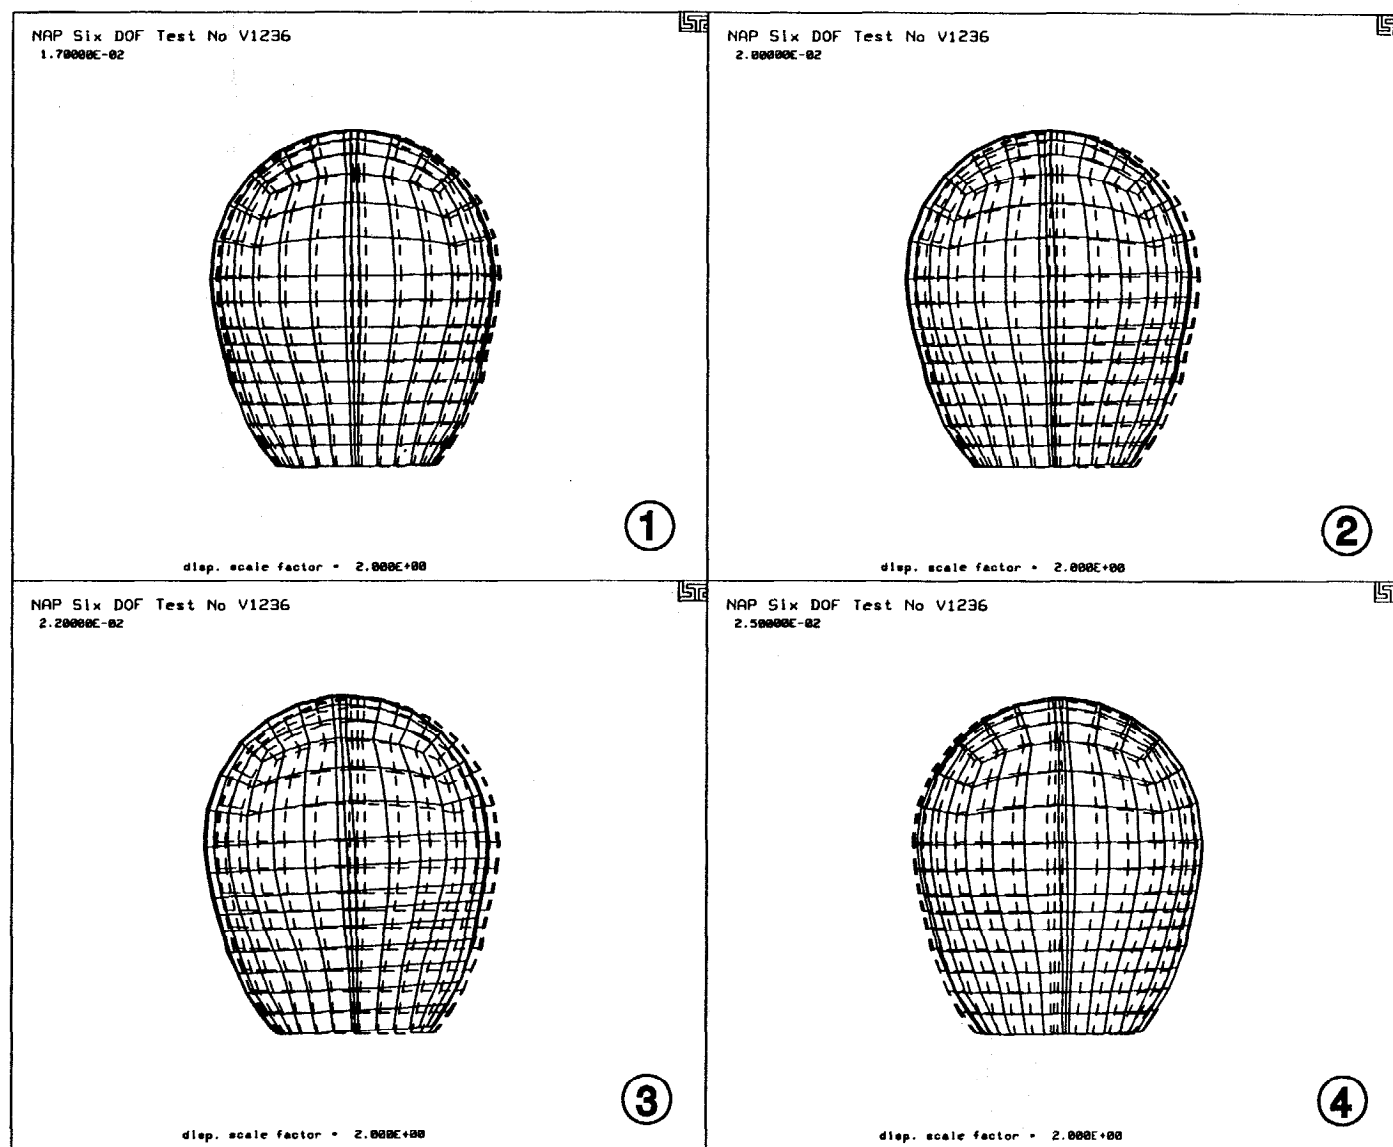 NAP Six DOF Test No V1236
1.70000E-02
disp. scale factor = 2.000E+00
1
NAP Six DOF Test No V1236
2.00000E-02
disp. scale factor = 2.000E+00
2
NAP Six DOF Test No V1236
2.20000E-02
disp. scale factor = 2.000E+00
3
NAP Six DOF Test No V1236
2.50000E-02
disp. scale factor = 2.000E+00
4